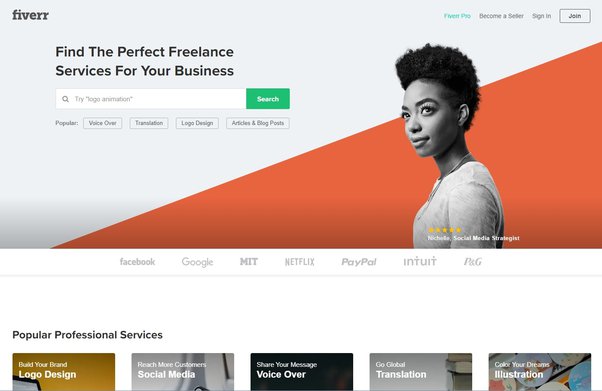 fiverr
Fiverr Pro
Become a Seller
Sign In
Join
Find The Perfect Freelance
Services For Your Business
Try "logo animation"
Search
Popular:
Voice Over
Translation
Logo Design
Articles & Blog Posts
Nichelle, Social Media Strategist
facebook
Google
MIT
NETFLIX
PayPal
intuit
P&G
Popular Professional Services
Build Your Brand
Logo Design
Reach More Customers
Social Media
Share Your Message
Voice Over
Go Global
Translation
Color Your Dreams
Illustration